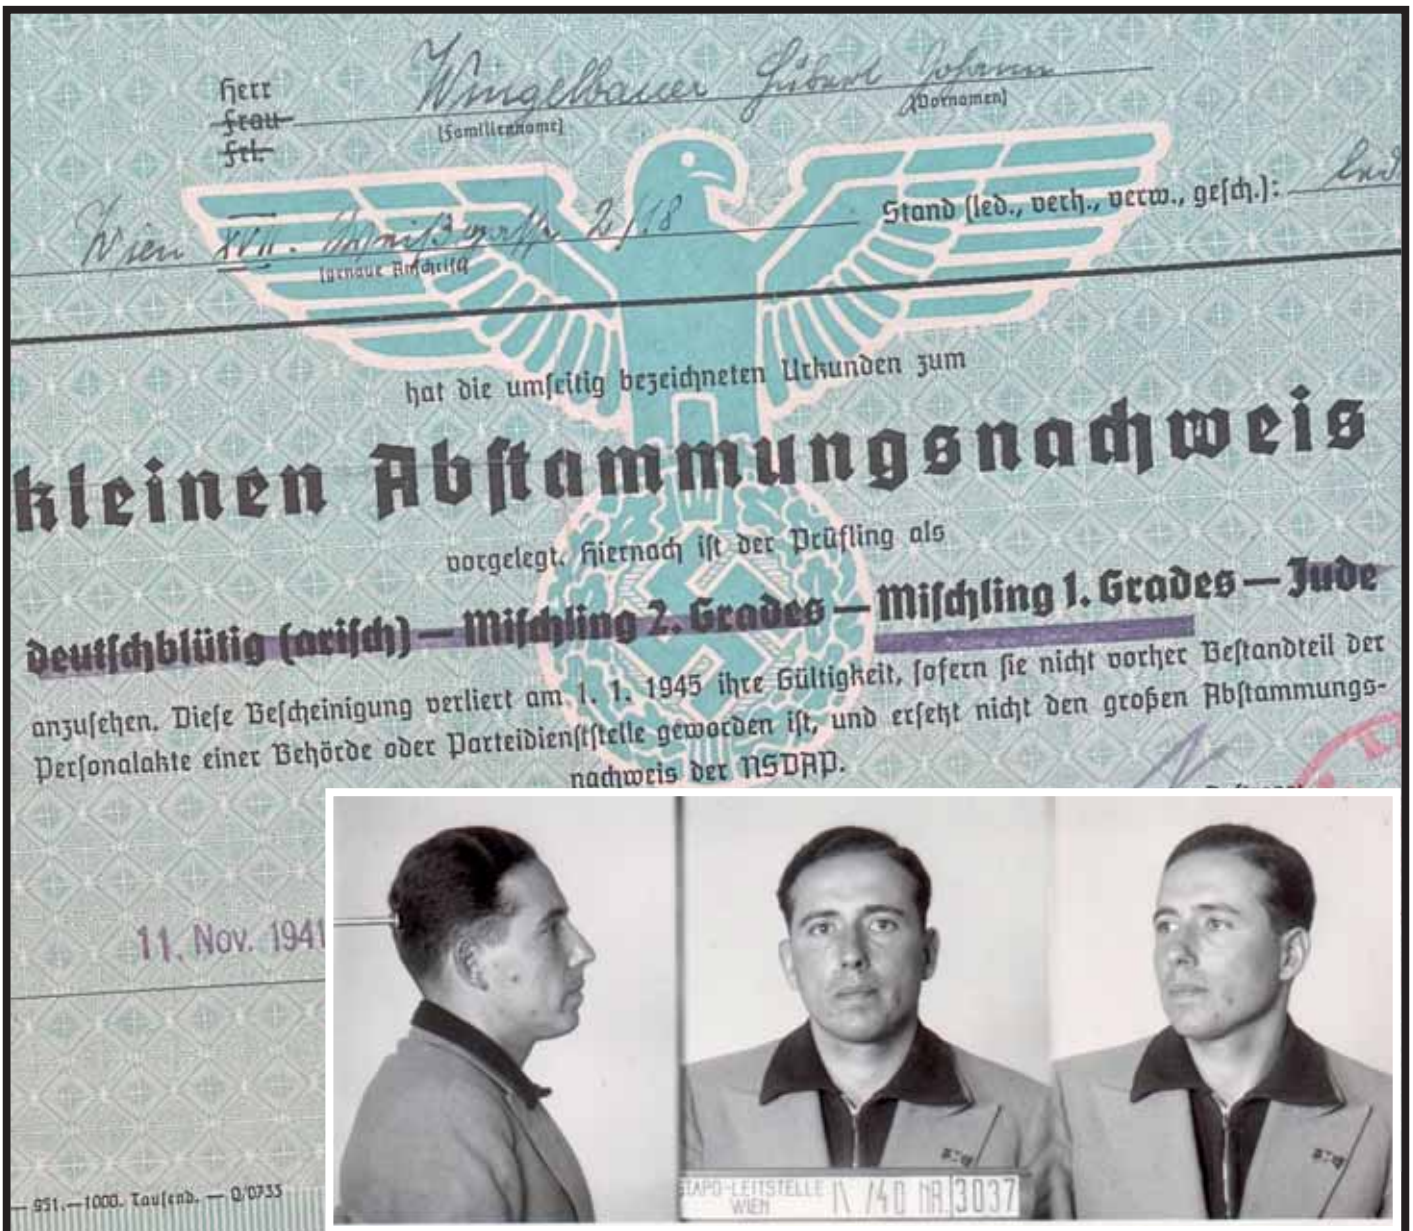 Herr
Wingelbauer Hubert Johann
Frau
(Familienname)
(Vornamen)
Frl.
Wien XVII. 2/18
Stand (led., verh., verw., gesch.): led
(genaue Anschrift)
hat die umseitig bezeichneten Urkunden zum
kleinen Abstammungsnachweis
vorgelegt. Hiernach ist der Prüfling als
deutschblütig (arisch) — Mischling 2. Grades — Mischling 1. Grades — Jude
anzusehen. Diese Bescheinigung verliert am 1. 1. 1945 ihre Gültigkeit, sofern sie nicht vorher Bestandteil der
Personalakte einer Behörde oder Parteidienststelle geworden ist, und ersetzt nicht den großen Abstammungs-
nachweis der NSDAP.
11. Nov. 1941
— 951.—1000. Tausend. — Q/0733
STAPO-LEITSTELLE
WIEN
/40 NR. 3037